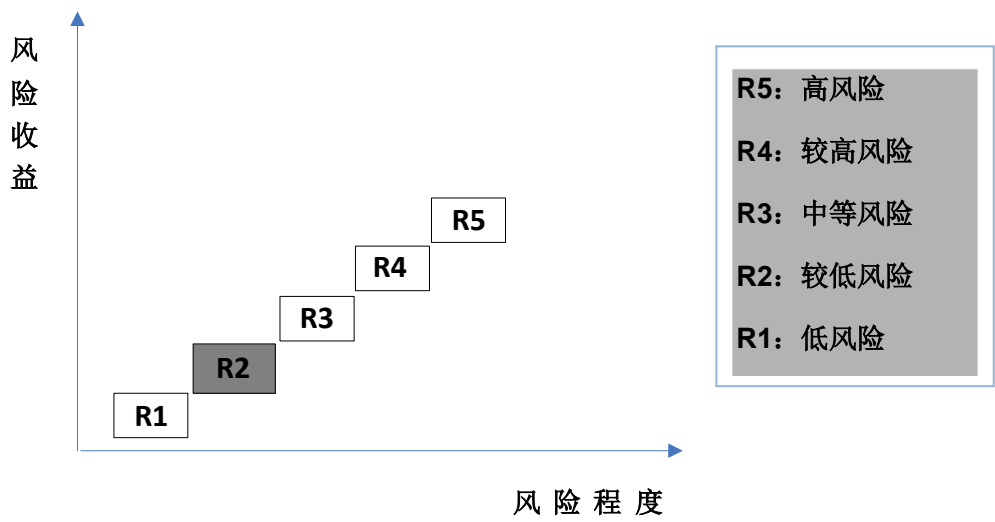 风
险
收
益
R5：高风险
R4：较高风险
R3：中等风险
R2：较低风险
R1：低风险
R5
R4
R3
R2
R1
风 险 程 度